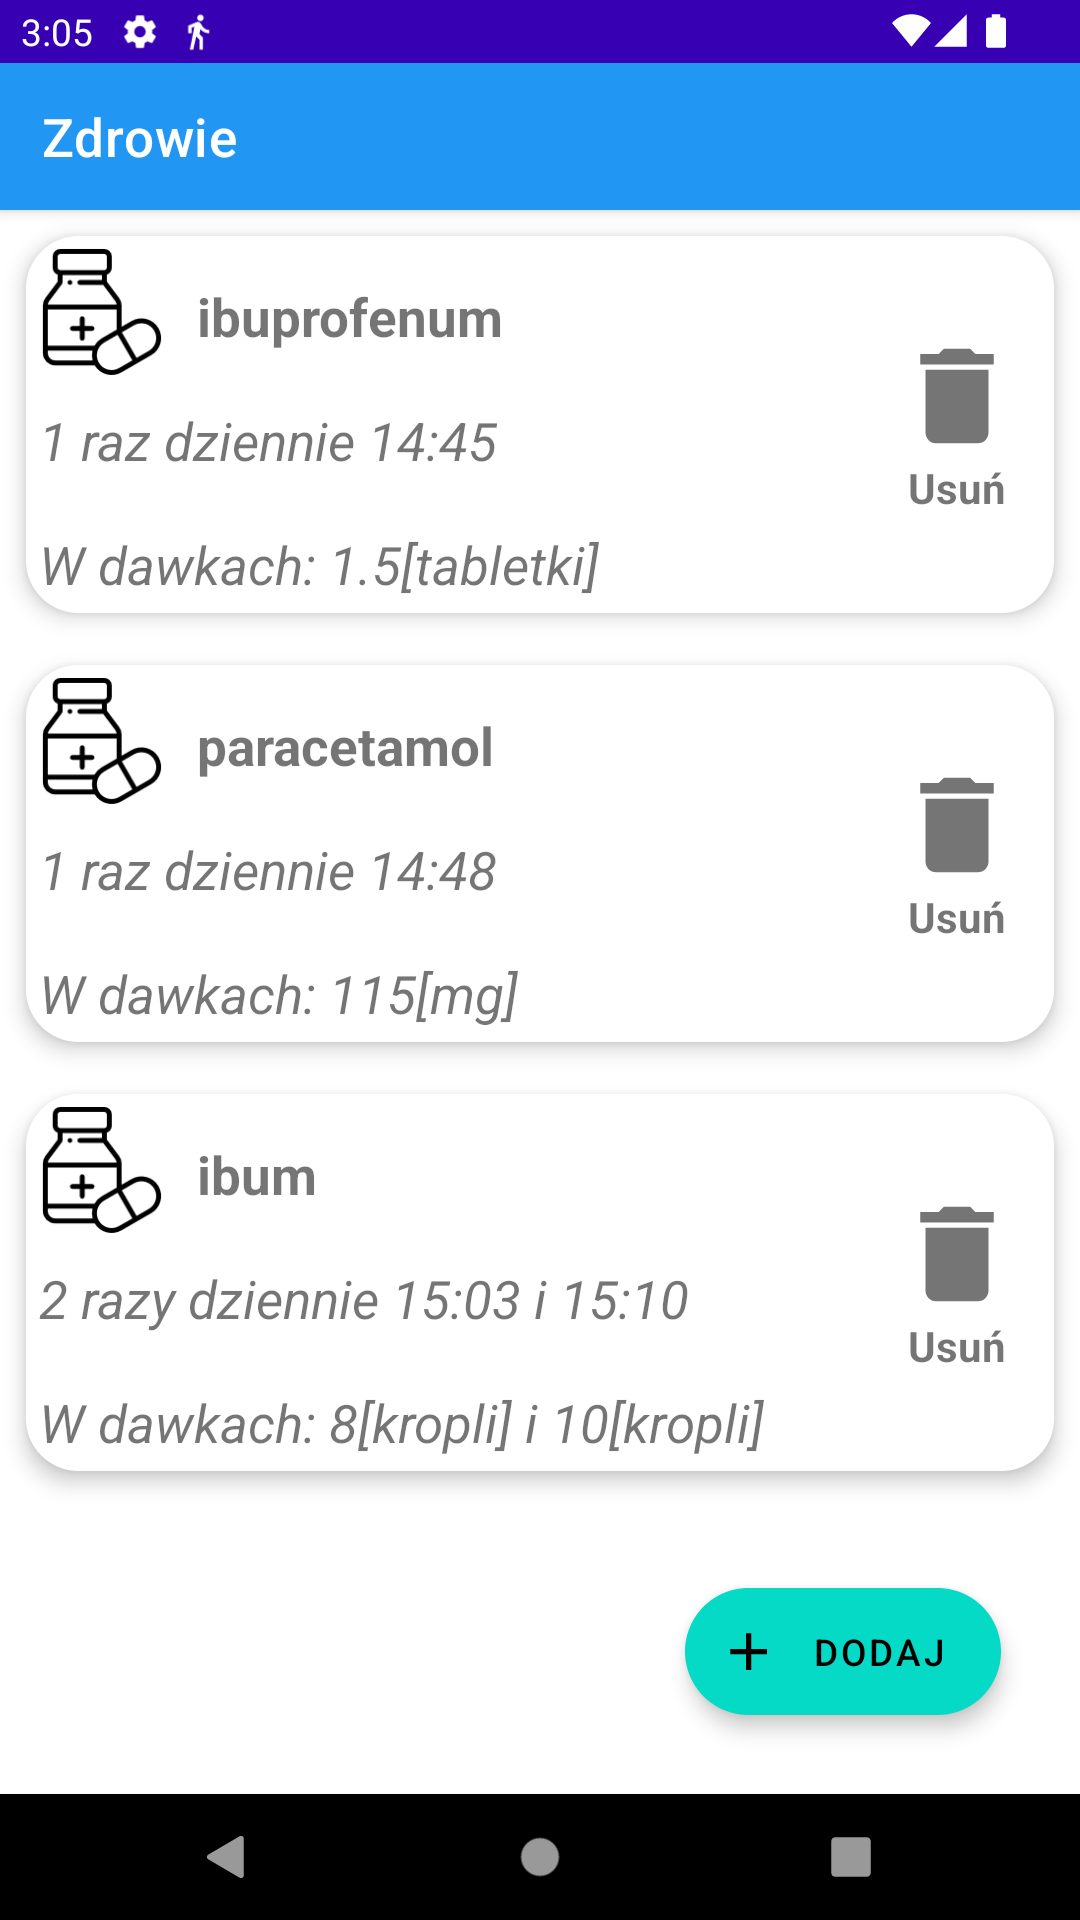 3:05
Zdrowie
ibuprofenum
1 raz dziennie 14:45
Usuń
W dawkach: 1.5[tabletki]
paracetamol
1 raz dziennie 14:48
Usuń
W dawkach: 115[mg]
ibum
2 razy dziennie 15:03 i 15:10
Usuń
W dawkach: 8[kropli] i 10[kropli]
DODAJ